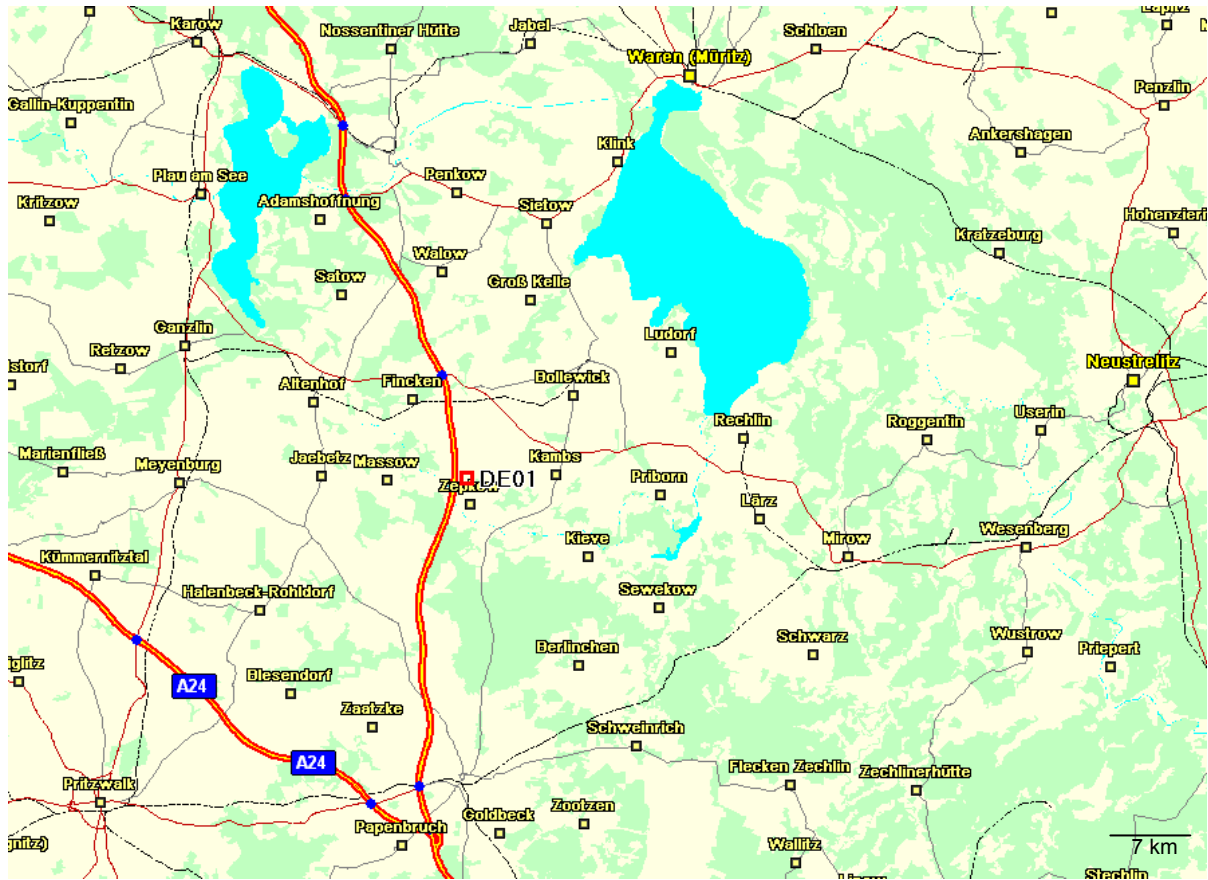 Karow
Nossentiner Hütte
Jabel
Schloen
Waren (Müritz)
Penzlin
Gallin-Kuppentin
Ankershagen
Klink
Plau am See
Penkow
Kritzow
Adamshoffnung
Sietow
Hohenzieri
Kratzeburg
Walow
Satow
Groß Kelle
Ganzlin
Ludorf
Retzow
Neustrelitz
Altenhof
Fincken
Bollewick
Rechlin
Roggentin
Userin
Marienfließ
Meyenburg
Jaebetz
Massow
DE01
Kambs
Priborn
Lärz
Kieve
Mirow
Wesenberg
Kümmernitztal
Halenbeck-Rohldorf
Sewekow
Schwarz
Wustrow
Priepert
Berlinchen
A24
Blesendorf
Zaatzke
Schweinrich
A24
Pritzwalk
Flecken Zechlin
Zechlinerhütte
Papenbruch
Goldbeck
Zootzen
Wallitz
7 km
Stechlin